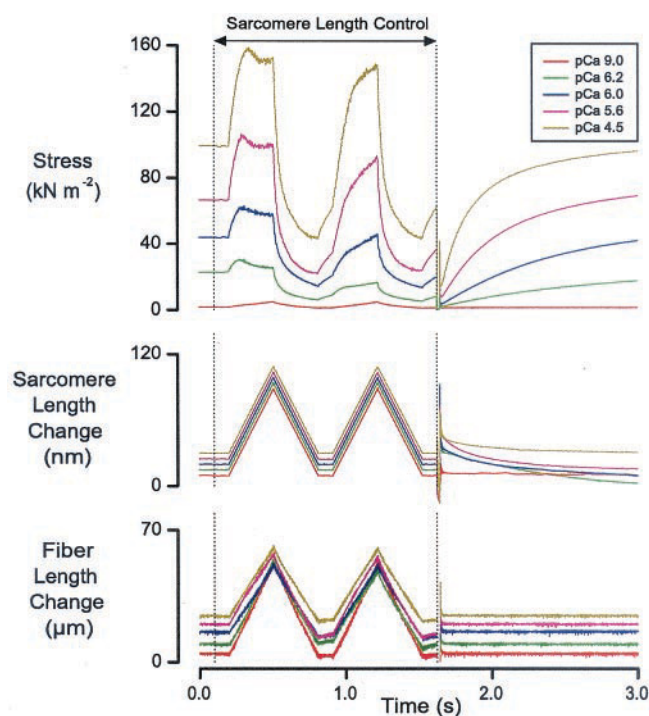 Sarcomere Length Control
160
120
80
40
0
Stress
(kN m⁻²)
pCa 9.0
pCa 6.2
pCa 6.0
pCa 5.6
pCa 4.5
120
0
Sarcomere
Length
Change
(nm)
70
0
Fiber
Length
Change
(µm)
0.0
1.0
2.0
3.0
Time (s)